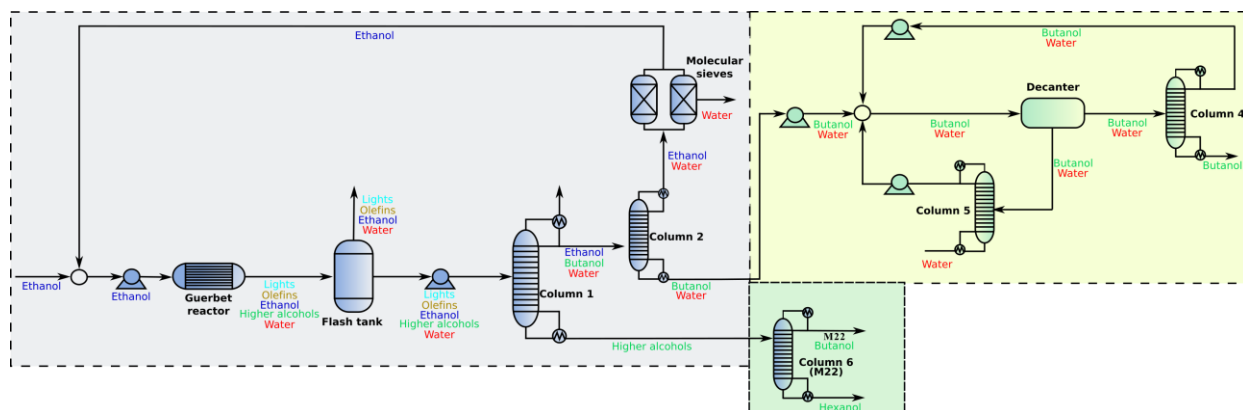 Ethanol
Molecular
sieves
Water
Ethanol
Water
Ethanol
Ethanol
Guerbet
reactor
Lights
Olefins
Ethanol
Higher alcohols
Water
Lights
Olefins
Ethanol
Water
Flash tank
Lights
Olefins
Ethanol
Higher alcohols
Water
Column 1
Ethanol
Butanol
Water
Column 2
Butanol
Water
Higher alcohols
Butanol
Water
Butanol
Water
Butanol
Water
Decanter
Butanol
Water
Column 4
Butanol
Butanol
Water
Column 5
Water
M22
Butanol
Column 6
(M22)
Hexanol